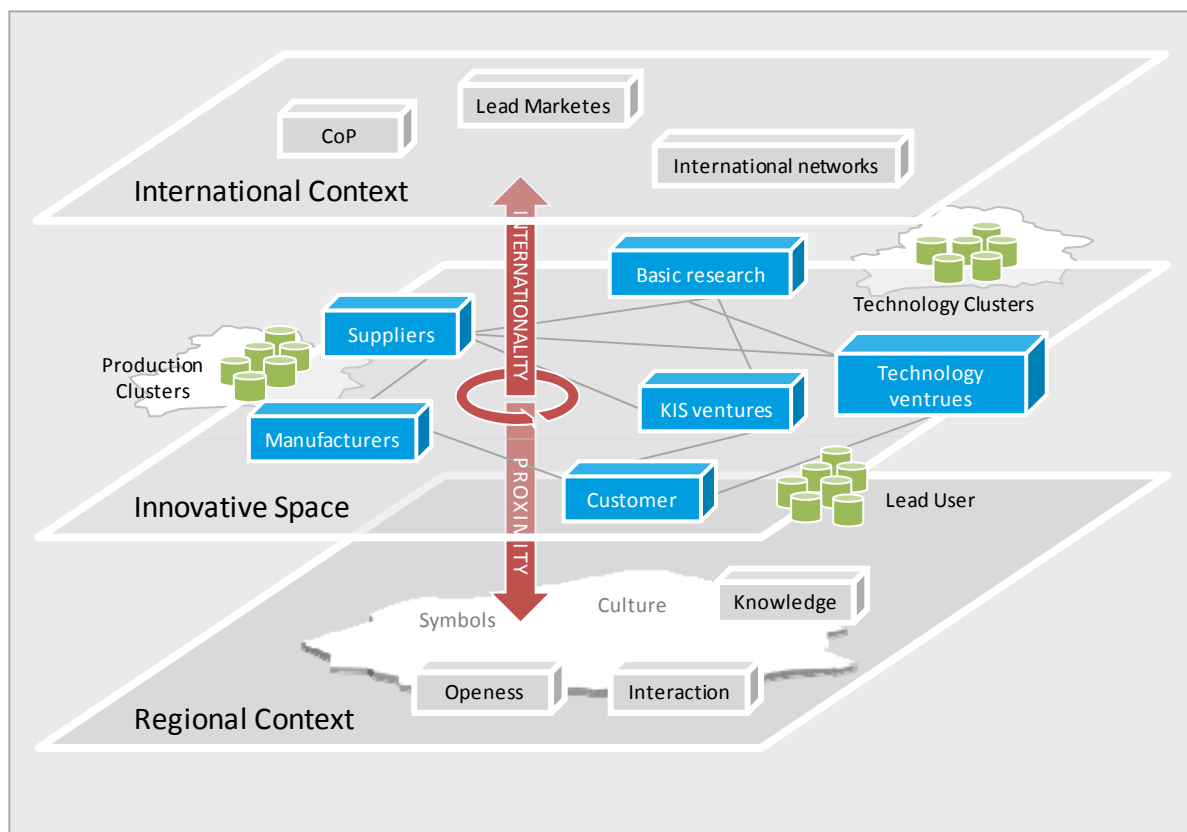 Lead Marketes
CoP
International networks
International Context
INTERNATIONALITY
Basic research
Technology Clusters
Suppliers
Production
Clusters
Technology
ventrues
KIS ventures
Manufacturers
PROXIMITY
Customer
Lead User
Innovative Space
Knowledge
Culture
Symbols
Openess
Interaction
Regional Context